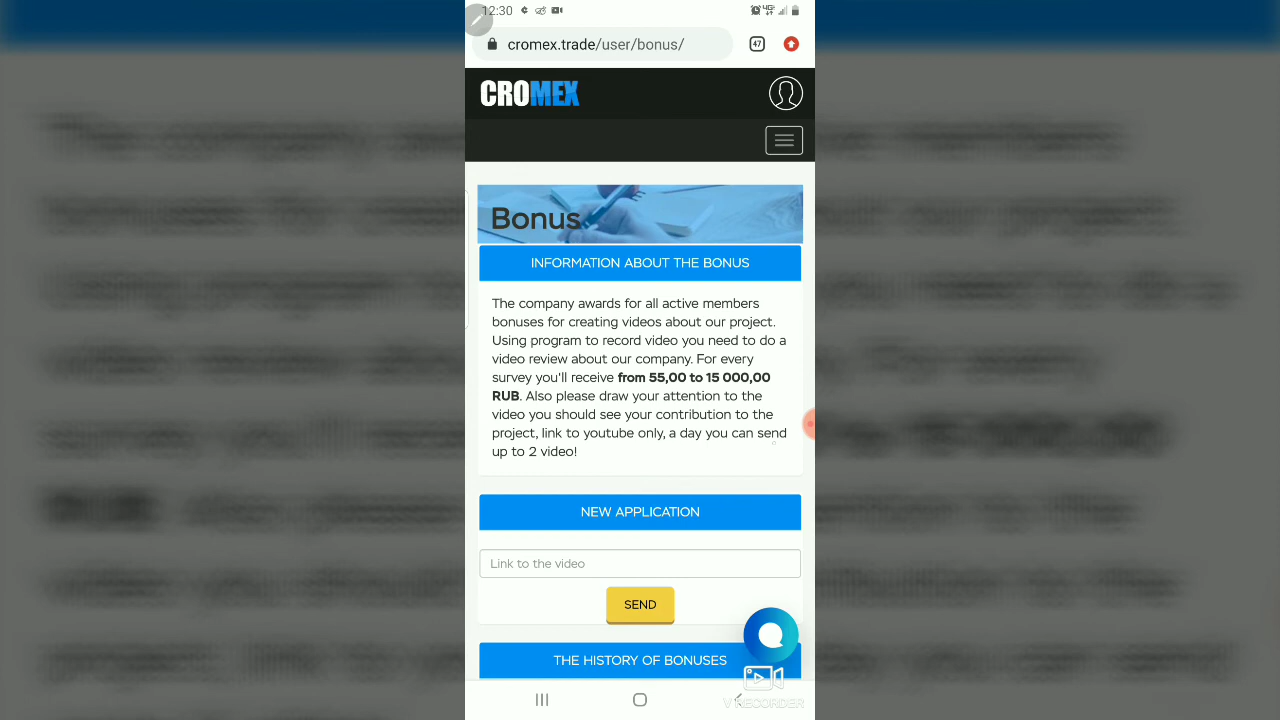 12:30
cromex.trade/user/bonus/
47
CROMEX
Bonus
INFORMATION ABOUT THE BONUS
The company awards for all active members
bonuses for creating videos about our project.
Using program to record video you need to do a
video review about our company. For every
survey you'll receive from 55,00 to 15 000,00
RUB. Also please draw your attention to the
video you should see your contribution to the
project, link to youtube only, a day you can send
up to 2 video!
NEW APPLICATION
Link to the video
SEND
THE HISTORY OF BONUSES
V RECORDER